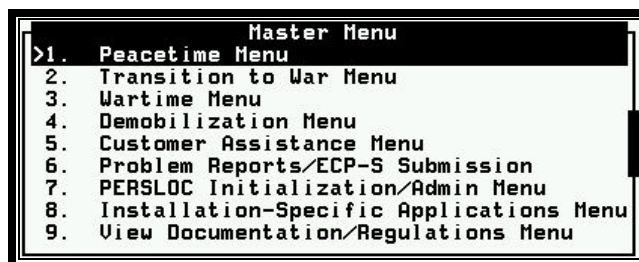 Master Menu
>1. Peacetime Menu
2. Transition to War Menu
3. Wartime Menu
4. Demobilization Menu
5. Customer Assistance Menu
6. Problem Reports/ECP-S Submission
7. PERSLOC Initialization/Admin Menu
8. Installation-Specific Applications Menu
9. View Documentation/Regulations Menu